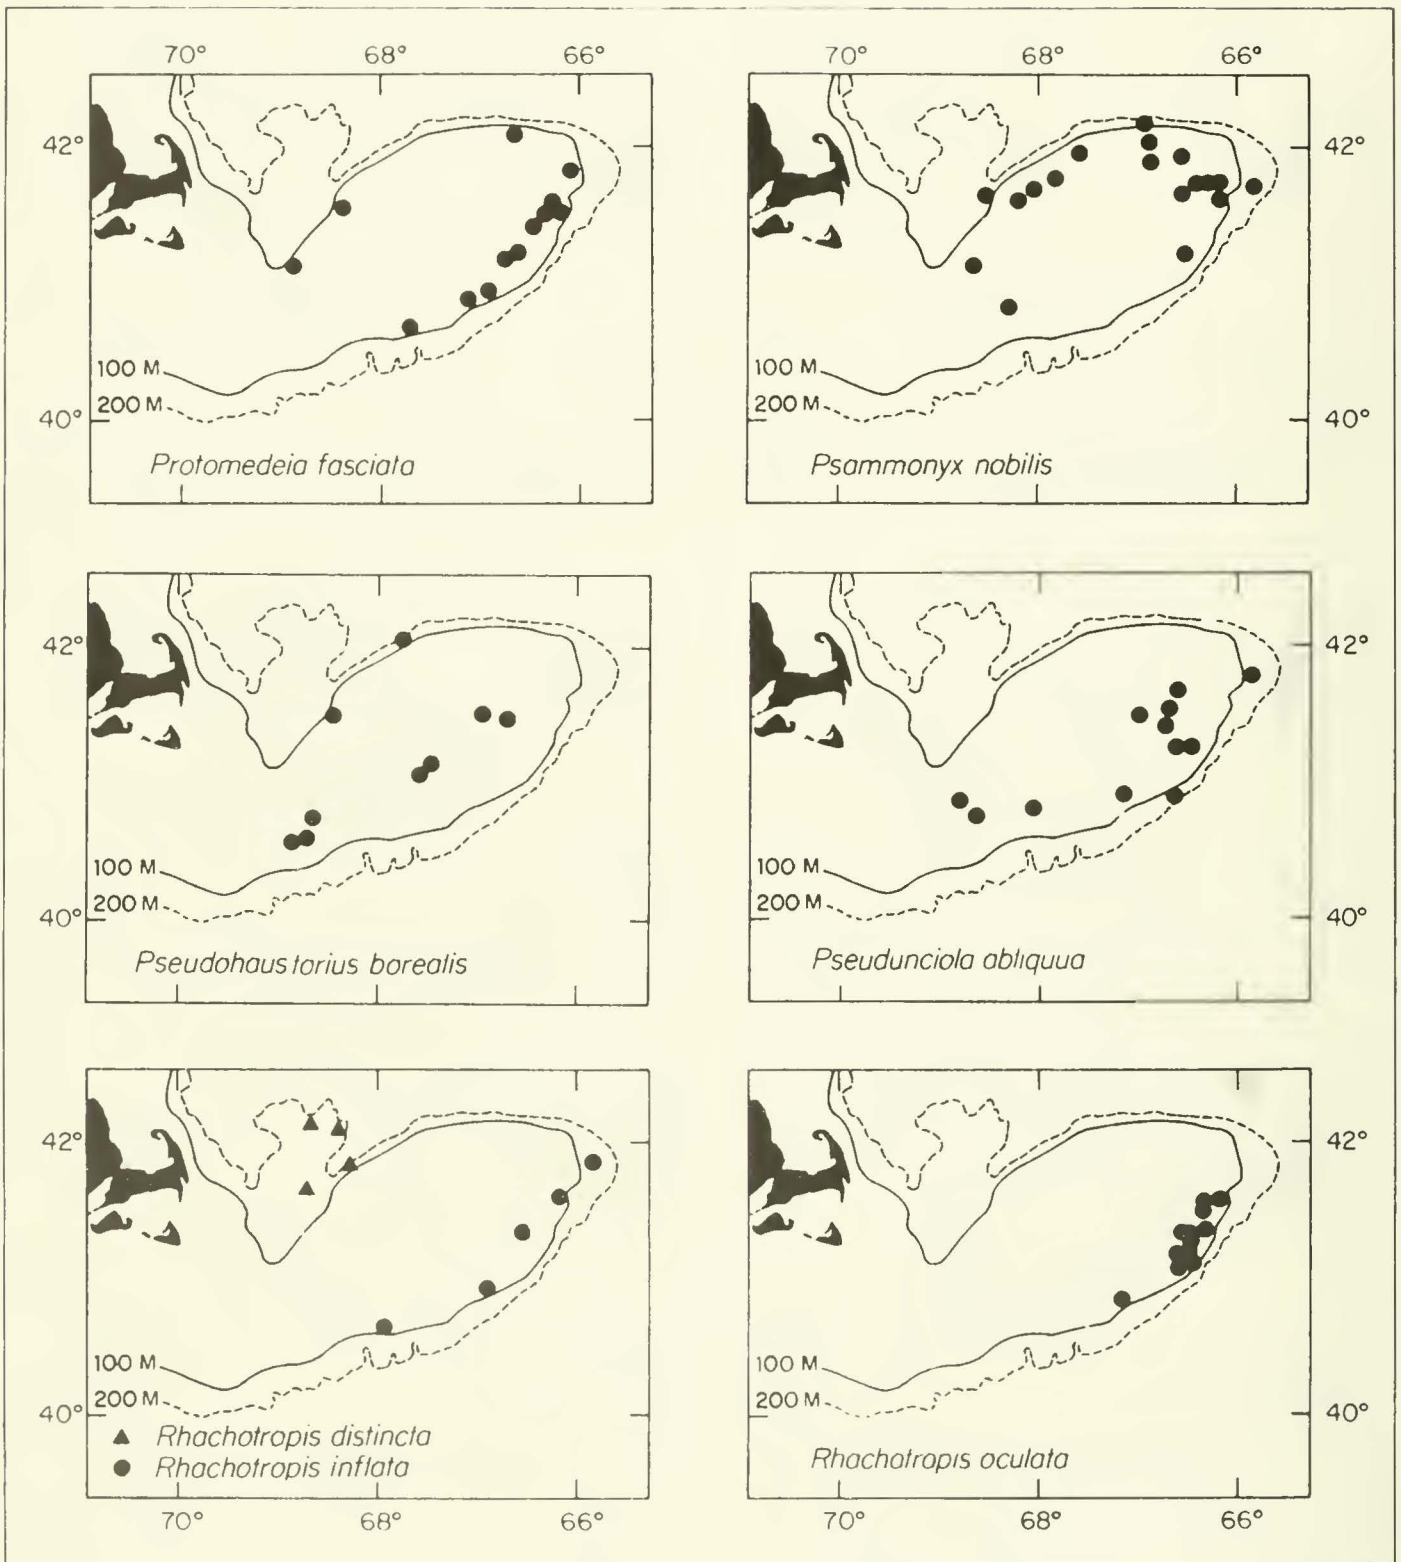 70° 68° 66° 70° 68° 66°
42° 42°
100 M 100 M
200 M 200 M
40° 40°
Protomedeia fasciata Psammonyx nobilis
42° 42°
100 M 100 M
200 M 200 M
40° 40°
Pseudohaustorius borealis Pseudunciola abliquua
42° 42°
100 M 100 M
200 M 200 M
40° 40°
Rhachotropis distincta
Rhachotropis inflata Rhachotropis oculata
70° 68° 66° 70° 68° 66°